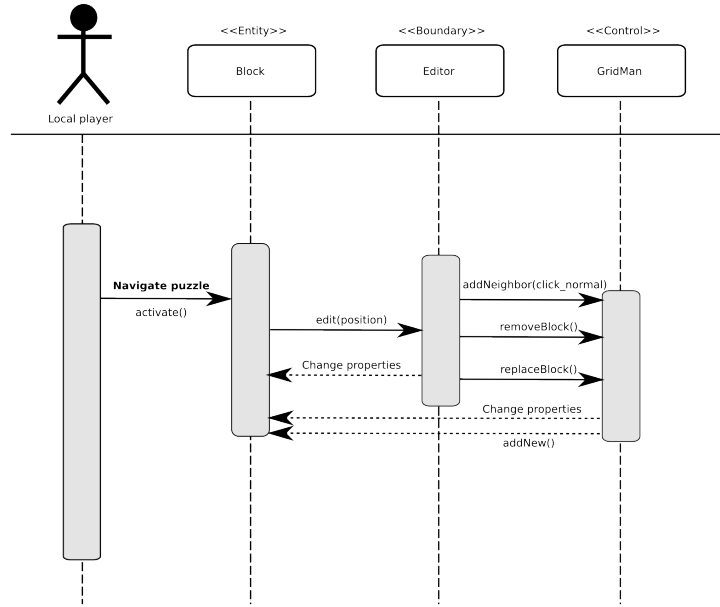 <<Entity>>
<<Boundary>>
<<Control>>
Block
Editor
GridMan
Local player
Navigate puzzle
addNeighbor(click_normal)
activate()
edit(position)
removeBlock()
Change properties
replaceBlock()
Change properties
addNew()